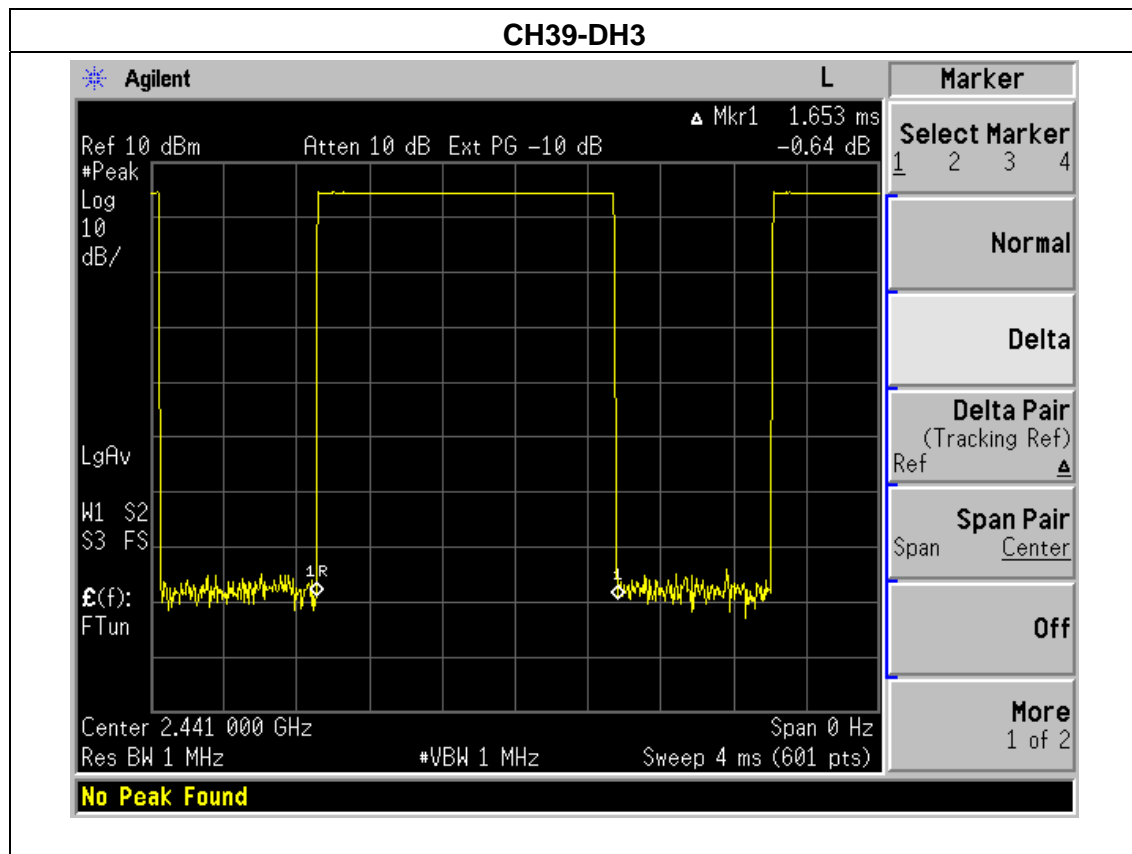 CH39-DH3
Agilent L Marker
Δ Mkr1 1.653 ms
Ref 10 dBm Atten 10 dB Ext PG -10 dB -0.64 dB
#Peak
Log
10
dB/
LgAv
W1 S2
S3 FS
£(f):
FTun
1R
1
Center 2.441 000 GHz Span 0 Hz
Res BW 1 MHz #VBW 1 MHz Sweep 4 ms (601 pts)
No Peak Found
Select Marker
1 2 3 4
Normal
Delta
Delta Pair
(Tracking Ref)
Ref Δ
Span Pair
Span Center
Off
More
1 of 2